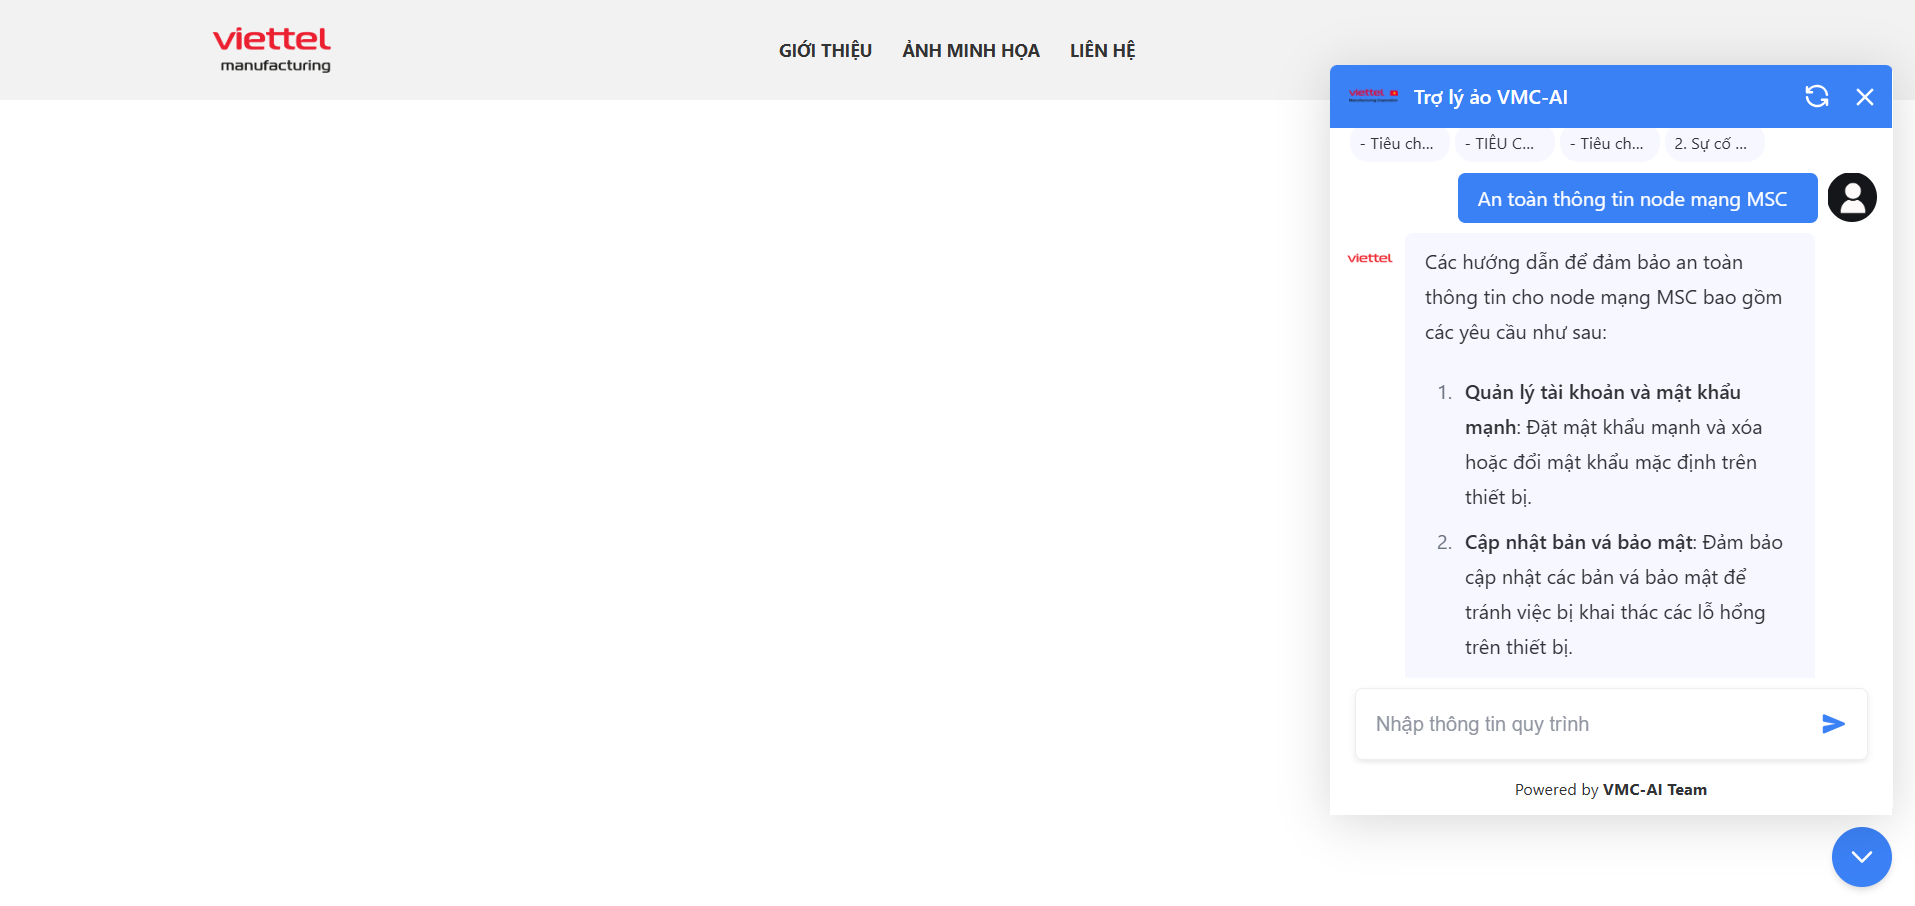 viettel
manufacturing
GIỚI THIỆU
ẢNH MINH HỌA
LIÊN HỆ
viettel
Trợ lý ảo VMC-AI
- Tiêu ch...
- TIÊU C...
- Tiêu ch...
2. Sự cố ...
An toàn thông tin node mạng MSC
viettel
Các hướng dẫn để đảm bảo an toàn
thông tin cho node mạng MSC bao gồm
các yêu cầu như sau:
1. Quản lý tài khoản và mật khẩu
mạnh: Đặt mật khẩu mạnh và xóa
hoặc đổi mật khẩu mặc định trên
thiết bị.
2. Cập nhật bản vá bảo mật: Đảm bảo
cập nhật các bản vá bảo mật để
tránh việc bị khai thác các lỗ hổng
trên thiết bị.
Nhập thông tin quy trình
Powered by VMC-AI Team